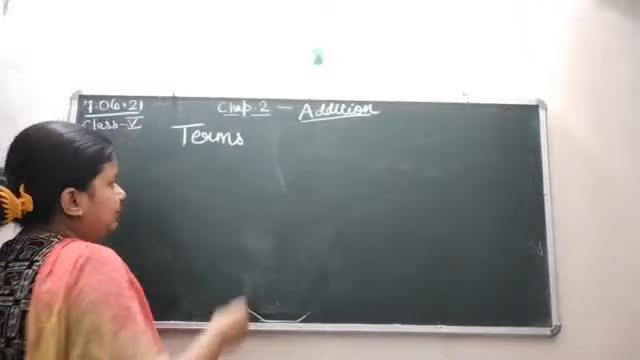 7.06.21 Chap. 2 — Addition
Class-V
Terms